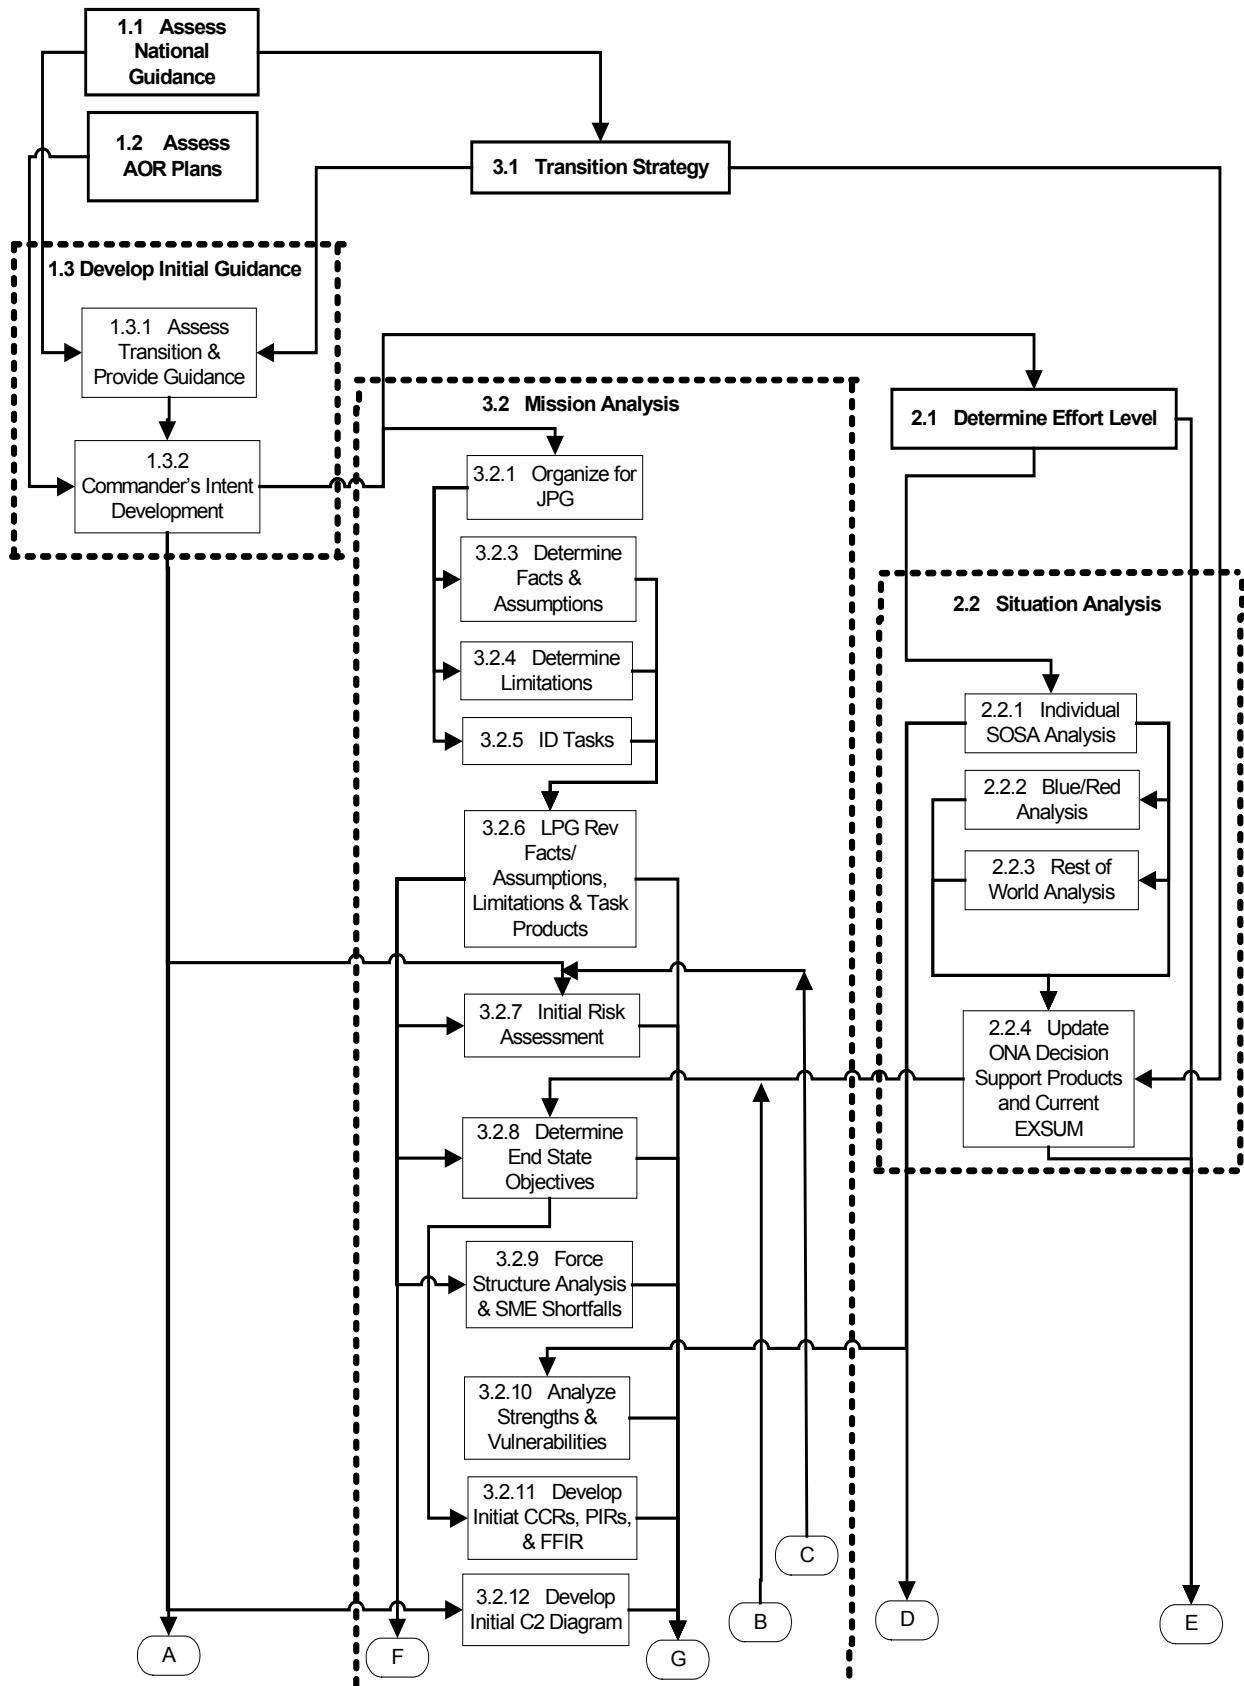 1.1 Assess
National
Guidance
1.2 Assess
AOR Plans
3.1 Transition Strategy
1.3 Develop Initial Guidance
1.3.1 Assess
Transition &
Provide Guidance
1.3.2
Commander's Intent
Development
3.2 Mission Analysis
3.2.1 Organize for
JPG
3.2.3 Determine
Facts &
Assumptions
3.2.4 Determine
Limitations
3.2.5 ID Tasks
3.2.6 LPG Rev
Facts/
Assumptions,
Limitations & Task
Products
3.2.7 Initial Risk
Assessment
3.2.8 Determine
End State
Objectives
3.2.9 Force
Structure Analysis
& SME Shortfalls
3.2.10 Analyze
Strengths &
Vulnerabilities
3.2.11 Develop
Initiat CCRs, PIRs,
& FFIR
3.2.12 Develop
Initial C2 Diagram
2.1 Determine Effort Level
2.2 Situation Analysis
2.2.1 Individual
SOSA Analysis
2.2.2 Blue/Red
Analysis
2.2.3 Rest of
World Analysis
2.2.4 Update
ONA Decision
Support Products
and Current
EXSUM
A
F
G
B
C
D
E